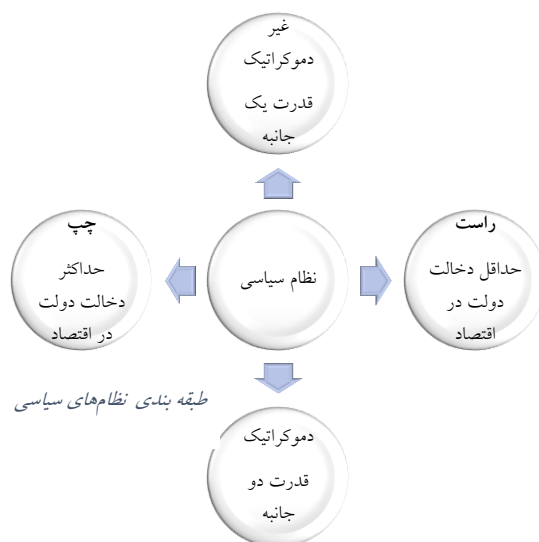 غیر
دموکراتیک
قدرت یک
جانبه
راست
حداقل دخالت
دولت در
اقتصاد
نظام سیاسی
چپ
حداکثر
دخالت دولت
در اقتصاد
طبقه بندی نظام‌های سیاسی
دموکراتیک
قدرت دو
جانبه